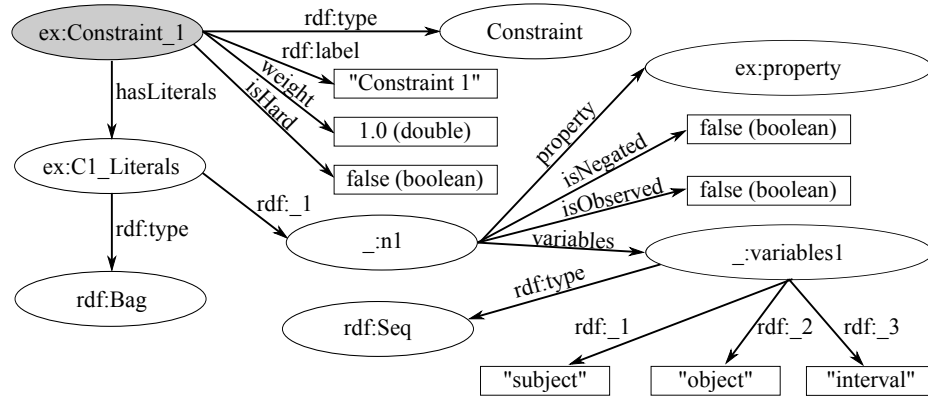 rdf:type
ex:Constraint_1
Constraint
rdf:label
"Constraint 1"
ex:property
weight
hasLiterals
isHard
1.0 (double)
property
false (boolean)
isNegated
ex:C1_Literals
false (boolean)
isObserved
false (boolean)
rdf:_1
rdf:type
_:n1
variables
_:variables1
rdf:type
rdf:Bag
rdf:Seq
rdf:_1
rdf:_2
rdf:_3
"subject"
"object"
"interval"